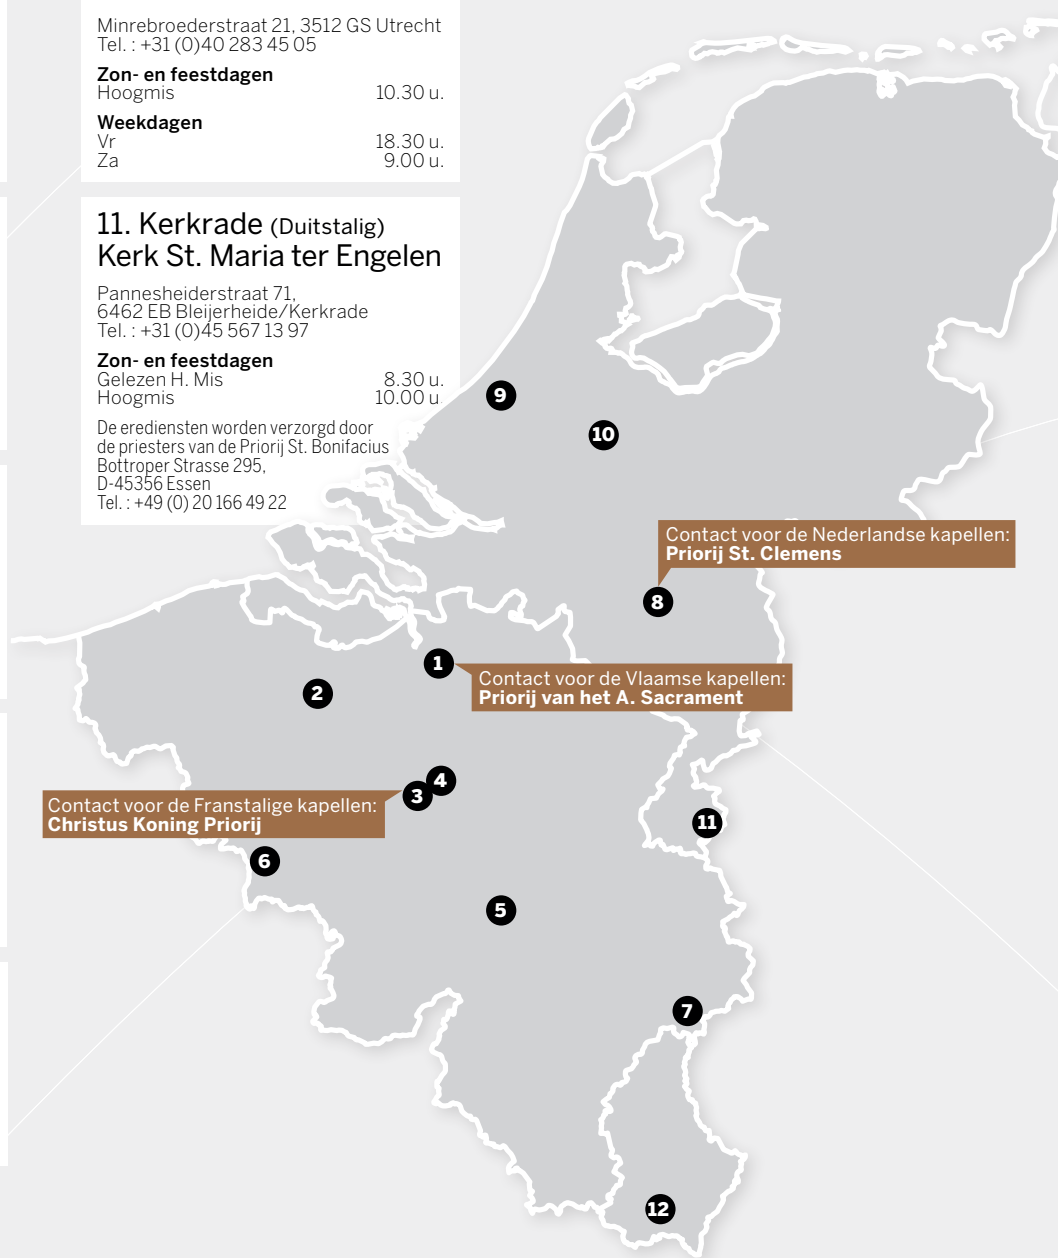 Minrebroederstraat 21, 3512 GS Utrecht
Tel. : +31 (0)40 283 45 05
Zon- en feestdagen
Hoogmis 10.30 u.
Weekdagen
Vr 18.30 u.
Za 9.00 u.
11. Kerkrade (Duitstalig)
Kerk St. Maria ter Engelen
Pannesheiderstraat 71,
6462 EB Bleijerheide/Kerkrade
Tel. : +31 (0)45 567 13 97
Zon- en feestdagen
Gelezen H. Mis 8.30 u.
Hoogmis 10.00 u.
De erediensten worden verzorgd door
de priesters van de Priorij St. Bonifacius
Bottroper Strasse 295,
D-45356 Essen
Tel. : +49 (0) 20 166 49 22
9
10
Contact voor de Nederlandse kapellen:
Priorij St. Clemens
8
1
Contact voor de Vlaamse kapellen:
Priorij van het A. Sacrament
2
4
3
Contact voor de Franstalige kapellen:
Christus Koning Priorij
11
6
5
7
12